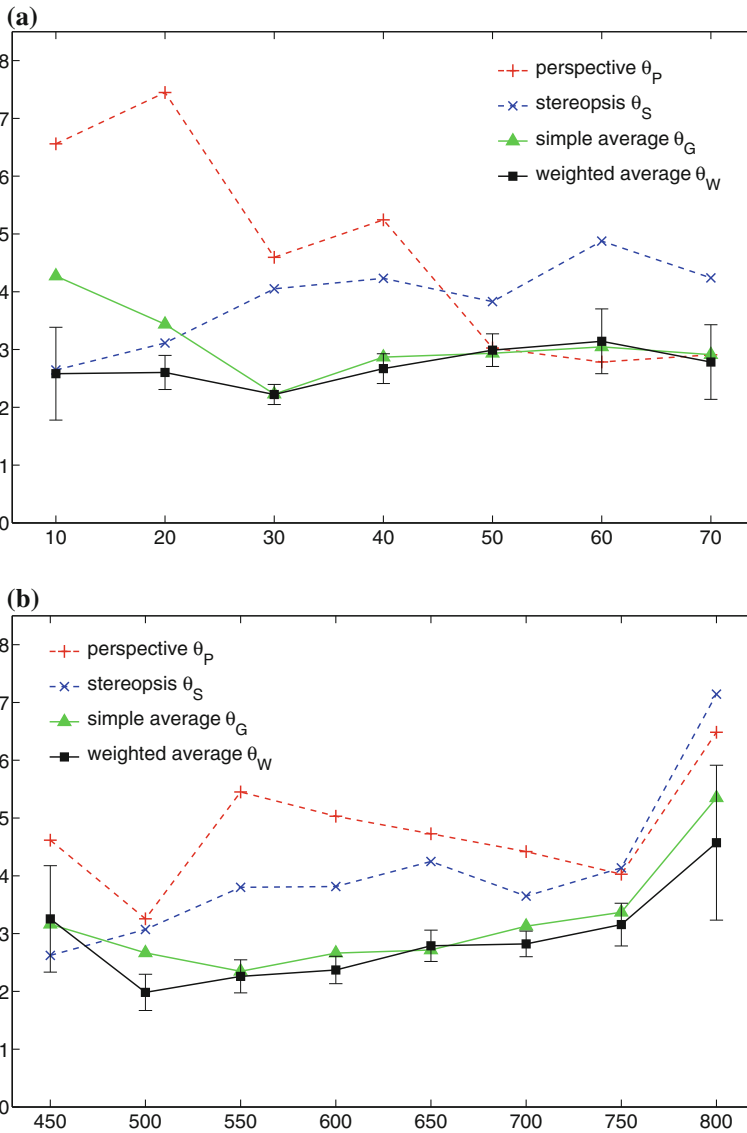 (a)
8
7
6
5
4
3
2
1
0
perspective θP
stereopsis θS
simple average θG
weighted average θW
10 20 30 40 50 60 70
(b)
8
7
6
5
4
3
2
1
0
perspective θP
stereopsis θS
simple average θG
weighted average θW
450 500 550 600 650 700 750 800